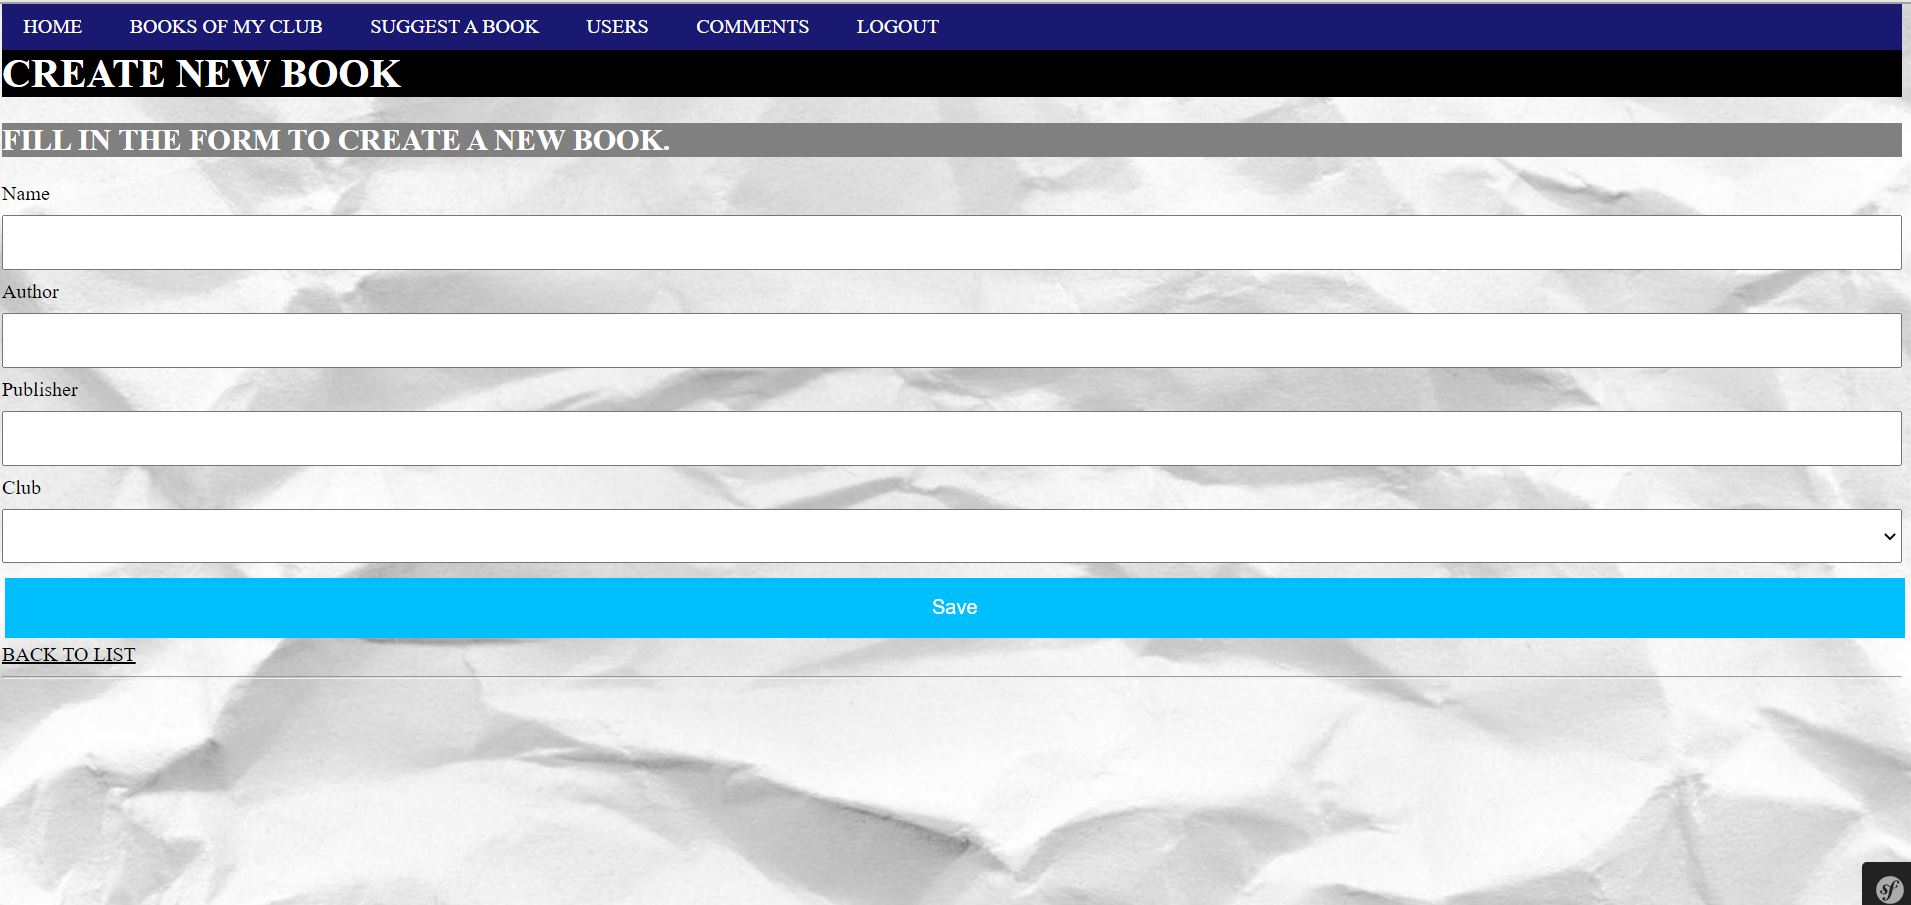 HOME BOOKS OF MY CLUB SUGGEST A BOOK USERS COMMENTS LOGOUT
CREATE NEW BOOK
FILL IN THE FORM TO CREATE A NEW BOOK.
Name
Author
Publisher
Club
Save
BACK TO LIST
sf